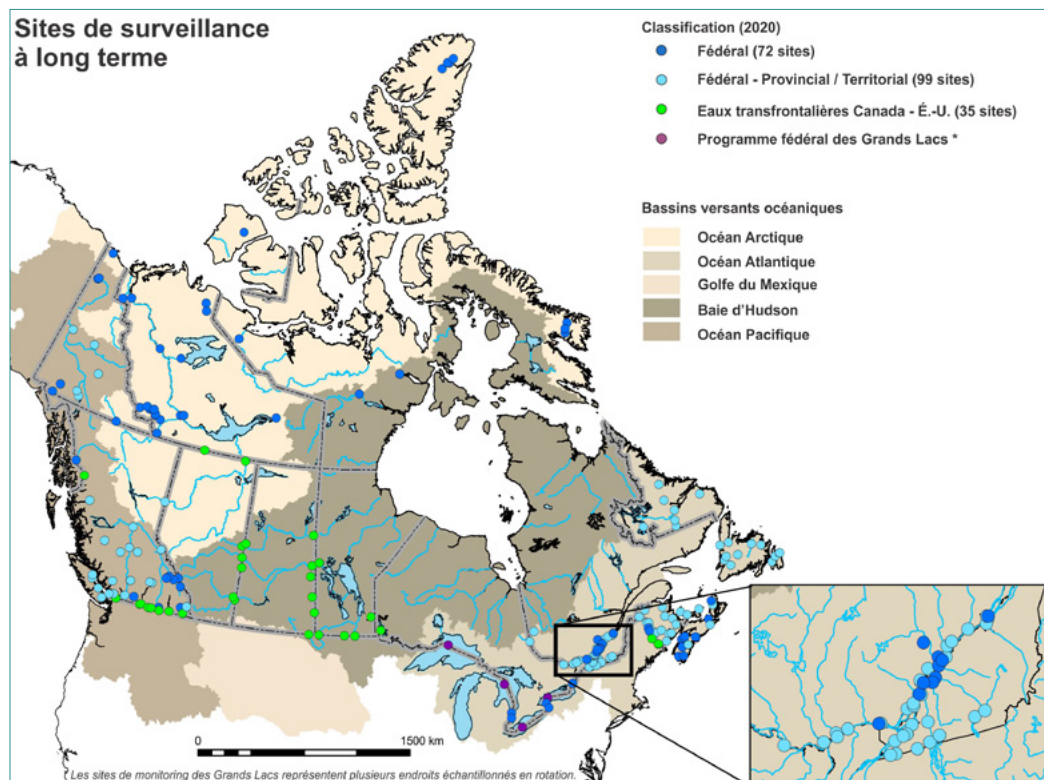 Sites de surveillance
à long terme
Classification (2020)
Fédéral (72 sites)
Fédéral - Provincial / Territorial (99 sites)
Eaux transfrontalières Canada - É.-U. (35 sites)
Programme fédéral des Grands Lacs *
Bassins versants océaniques
Océan Arctique
Océan Atlantique
Golfe du Mexique
Baie d'Hudson
Océan Pacifique
0 1500 km
Les sites de monitoring des Grands Lacs représentent plusieurs endroits échantillonnés en rotation.